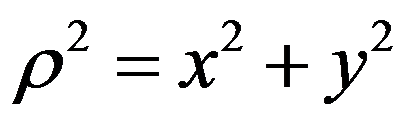 ρ² = x² + y²